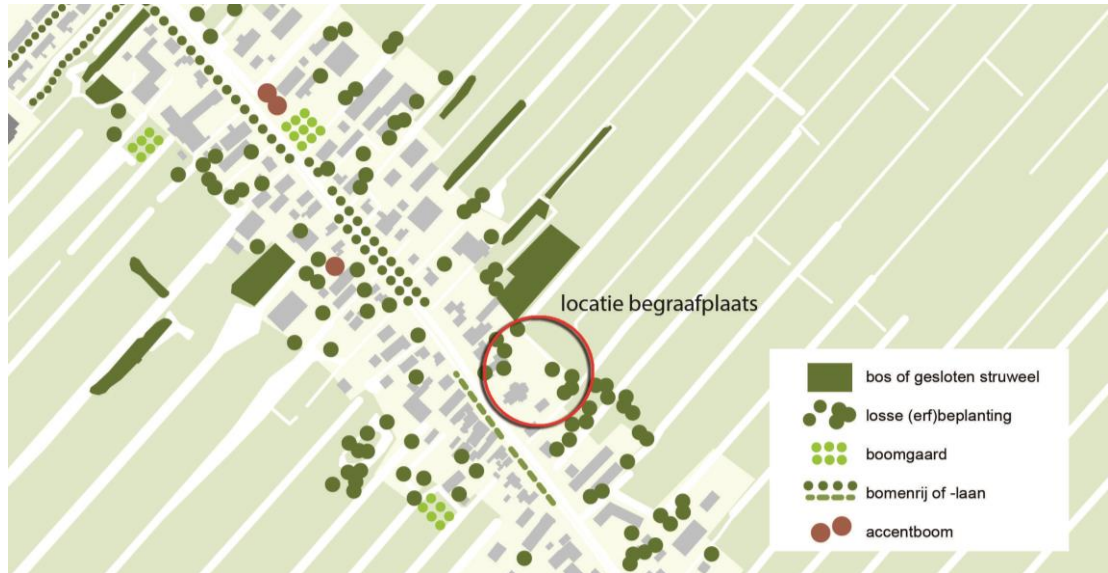 locatie begraafplaats
bos of gesloten struweel
losse (erf)beplanting
boomgaard
bomenrij of -laan
accentboom